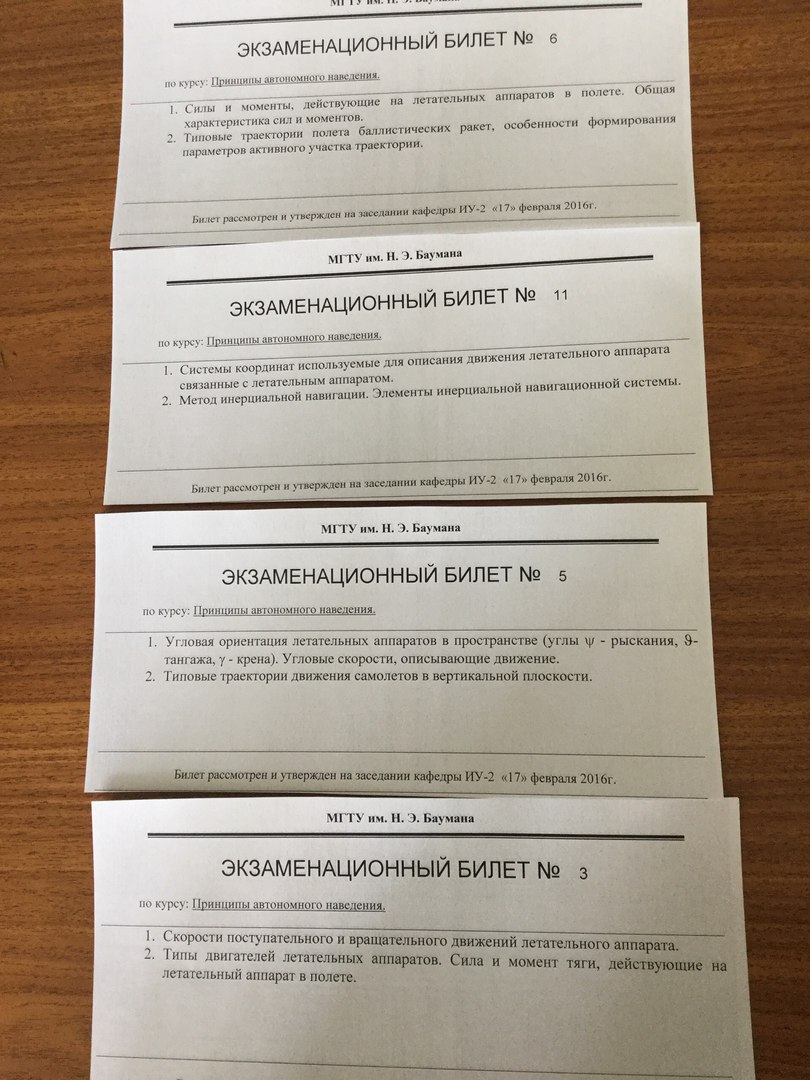 МГТУ им. Н. Э. Баумана
ЭКЗАМЕНАЦИОННЫЙ БИЛЕТ № 6
по курсу: Принципы автономного наведения.
1. Силы и моменты, действующие на летательных аппаратов в полете. Общая
характеристика сил и моментов.
2. Типовые траектории полета баллистических ракет, особенности формирования
параметров активного участка траектории.
Билет рассмотрен и утвержден на заседании кафедры ИУ-2 «17» февраля 2016г.
МГТУ им. Н. Э. Баумана
ЭКЗАМЕНАЦИОННЫЙ БИЛЕТ № 11
по курсу: Принципы автономного наведения.
1. Системы координат используемые для описания движения летательного аппарата
связанные с летательным аппаратом.
2. Метод инерциальной навигации. Элементы инерциальной навигационной системы.
Билет рассмотрен и утвержден на заседании кафедры ИУ-2 «17» февраля 2016г.
МГТУ им. Н. Э. Баумана
ЭКЗАМЕНАЦИОННЫЙ БИЛЕТ № 5
по курсу: Принципы автономного наведения.
1. Угловая ориентация летательных аппаратов в пространстве (углы ψ - рыскания, ϑ-
тангажа, γ - крена). Угловые скорости, описывающие движение.
2. Типовые траектории движения самолетов в вертикальной плоскости.
Билет рассмотрен и утвержден на заседании кафедры ИУ-2 «17» февраля 2016г.
МГТУ им. Н. Э. Баумана
ЭКЗАМЕНАЦИОННЫЙ БИЛЕТ № 3
по курсу: Принципы автономного наведения.
1. Скорости поступательного и вращательного движений летательного аппарата.
2. Типы двигателей летательных аппаратов. Сила и момент тяги, действующие на
летательный аппарат в полете.